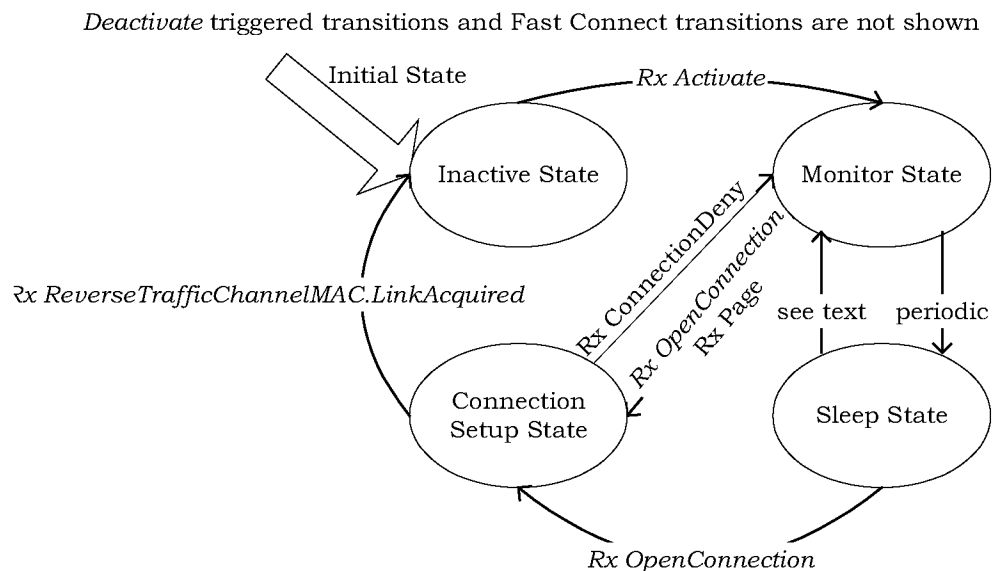 Deactivate triggered transitions and Fast Connect transitions are not shown
Initial State
Rx Activate
Inactive State
Monitor State
Rx ConnectionDeny
Rx OpenConnection
Rx Page
Rx ReverseTrafficChannelMAC.LinkAcquired
see text
periodic
Connection
Setup State
Sleep State
Rx OpenConnection